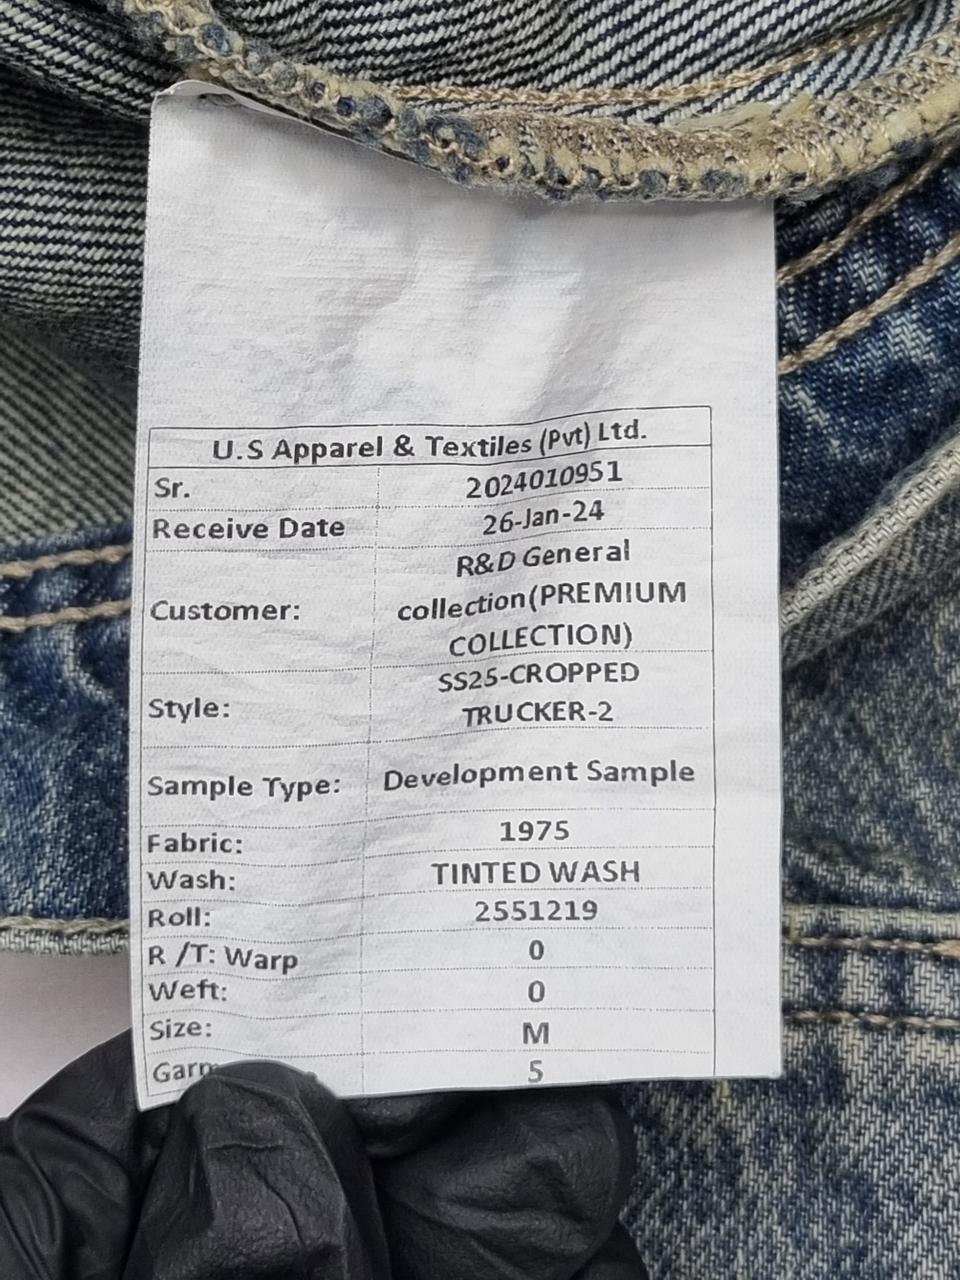 U.S Apparel & Textiles (Pvt) Ltd.
Sr. 2024010951
Receive Date 26-Jan-24
Customer: R&D General
collection(PREMIUM
COLLECTION)
Style: SS25-CROPPED
TRUCKER-2
Sample Type: Development Sample
Fabric: 1975
Wash: TINTED WASH
Roll: 2551219
R /T: Warp 0
Weft: 0
Size: M
5